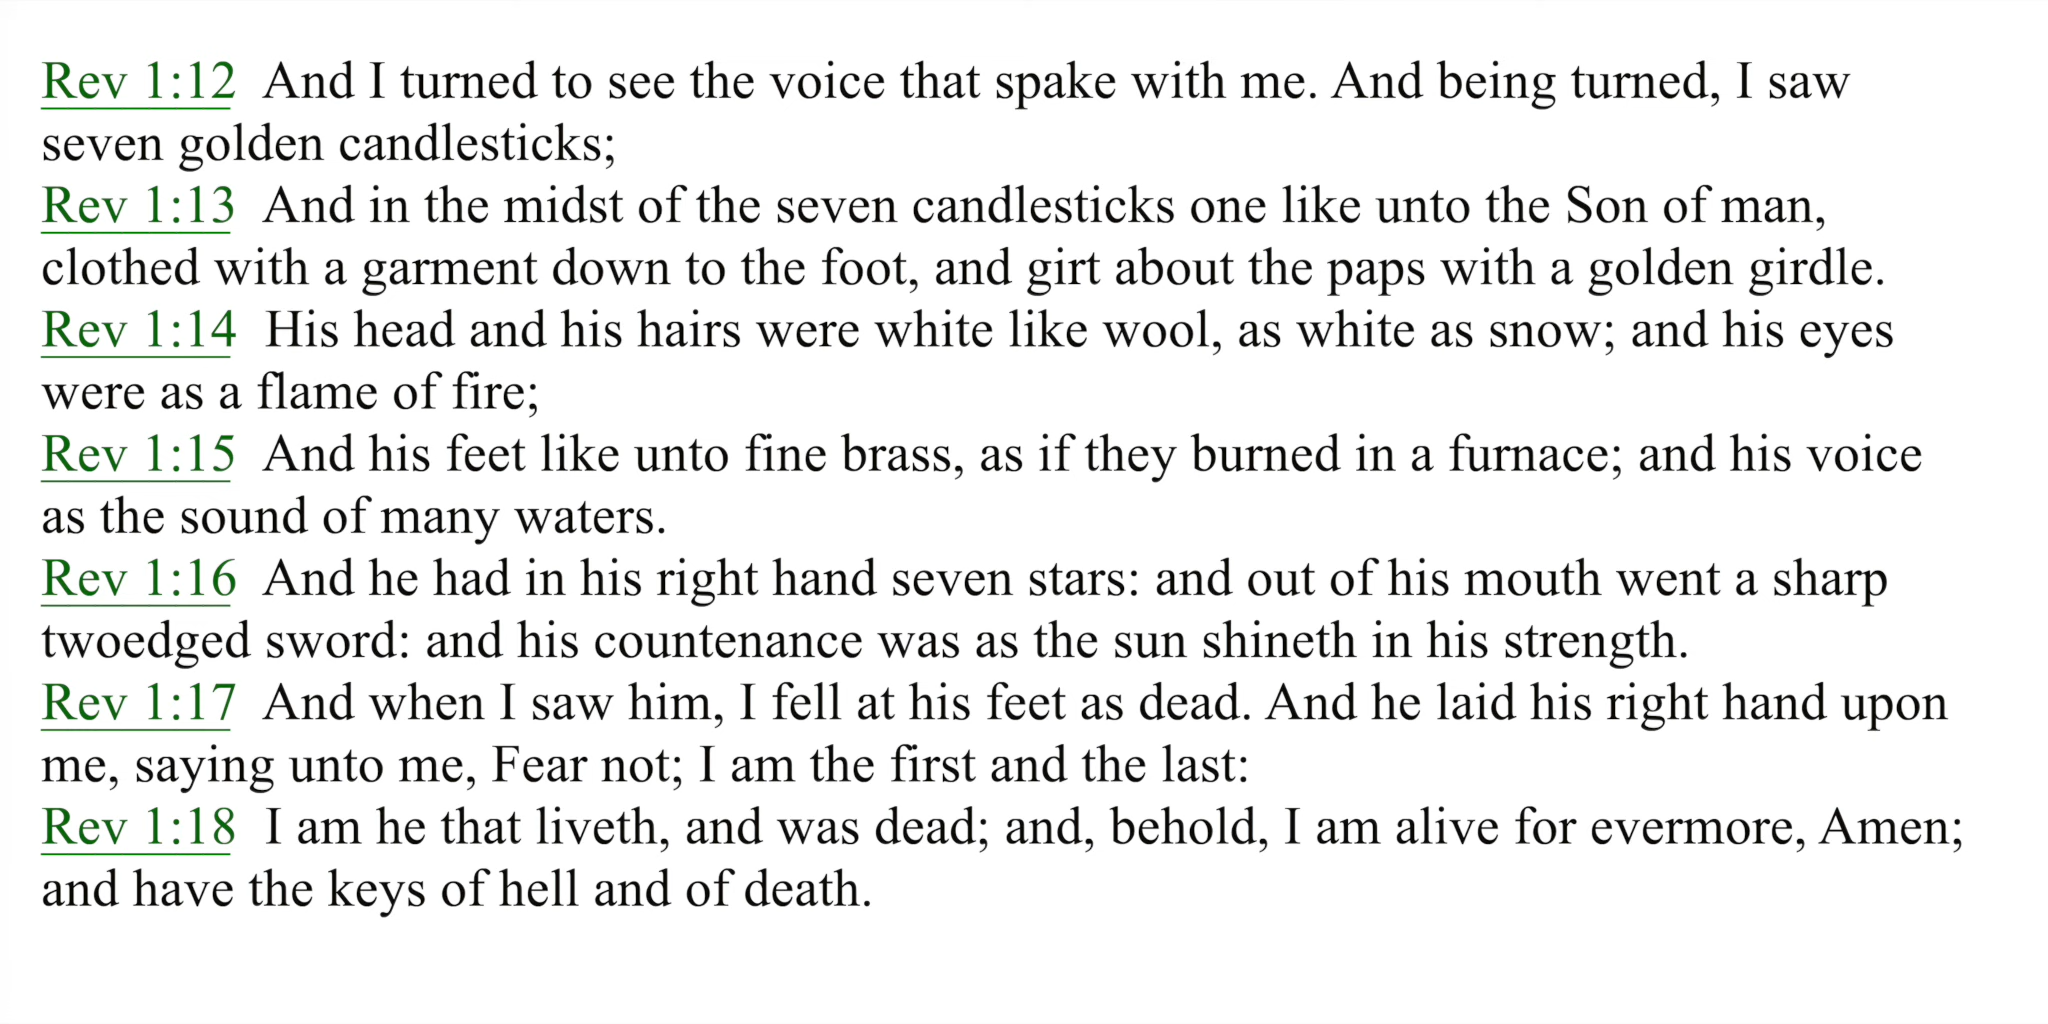 Rev 1:12  And I turned to see the voice that spake with me. And being turned, I saw
seven golden candlesticks;
Rev 1:13  And in the midst of the seven candlesticks one like unto the Son of man,
clothed with a garment down to the foot, and girt about the paps with a golden girdle.
Rev 1:14  His head and his hairs were white like wool, as white as snow; and his eyes
were as a flame of fire;
Rev 1:15  And his feet like unto fine brass, as if they burned in a furnace; and his voice
as the sound of many waters.
Rev 1:16  And he had in his right hand seven stars: and out of his mouth went a sharp
twoedged sword: and his countenance was as the sun shineth in his strength.
Rev 1:17  And when I saw him, I fell at his feet as dead. And he laid his right hand upon
me, saying unto me, Fear not; I am the first and the last:
Rev 1:18  I am he that liveth, and was dead; and, behold, I am alive for evermore, Amen;
and have the keys of hell and of death.